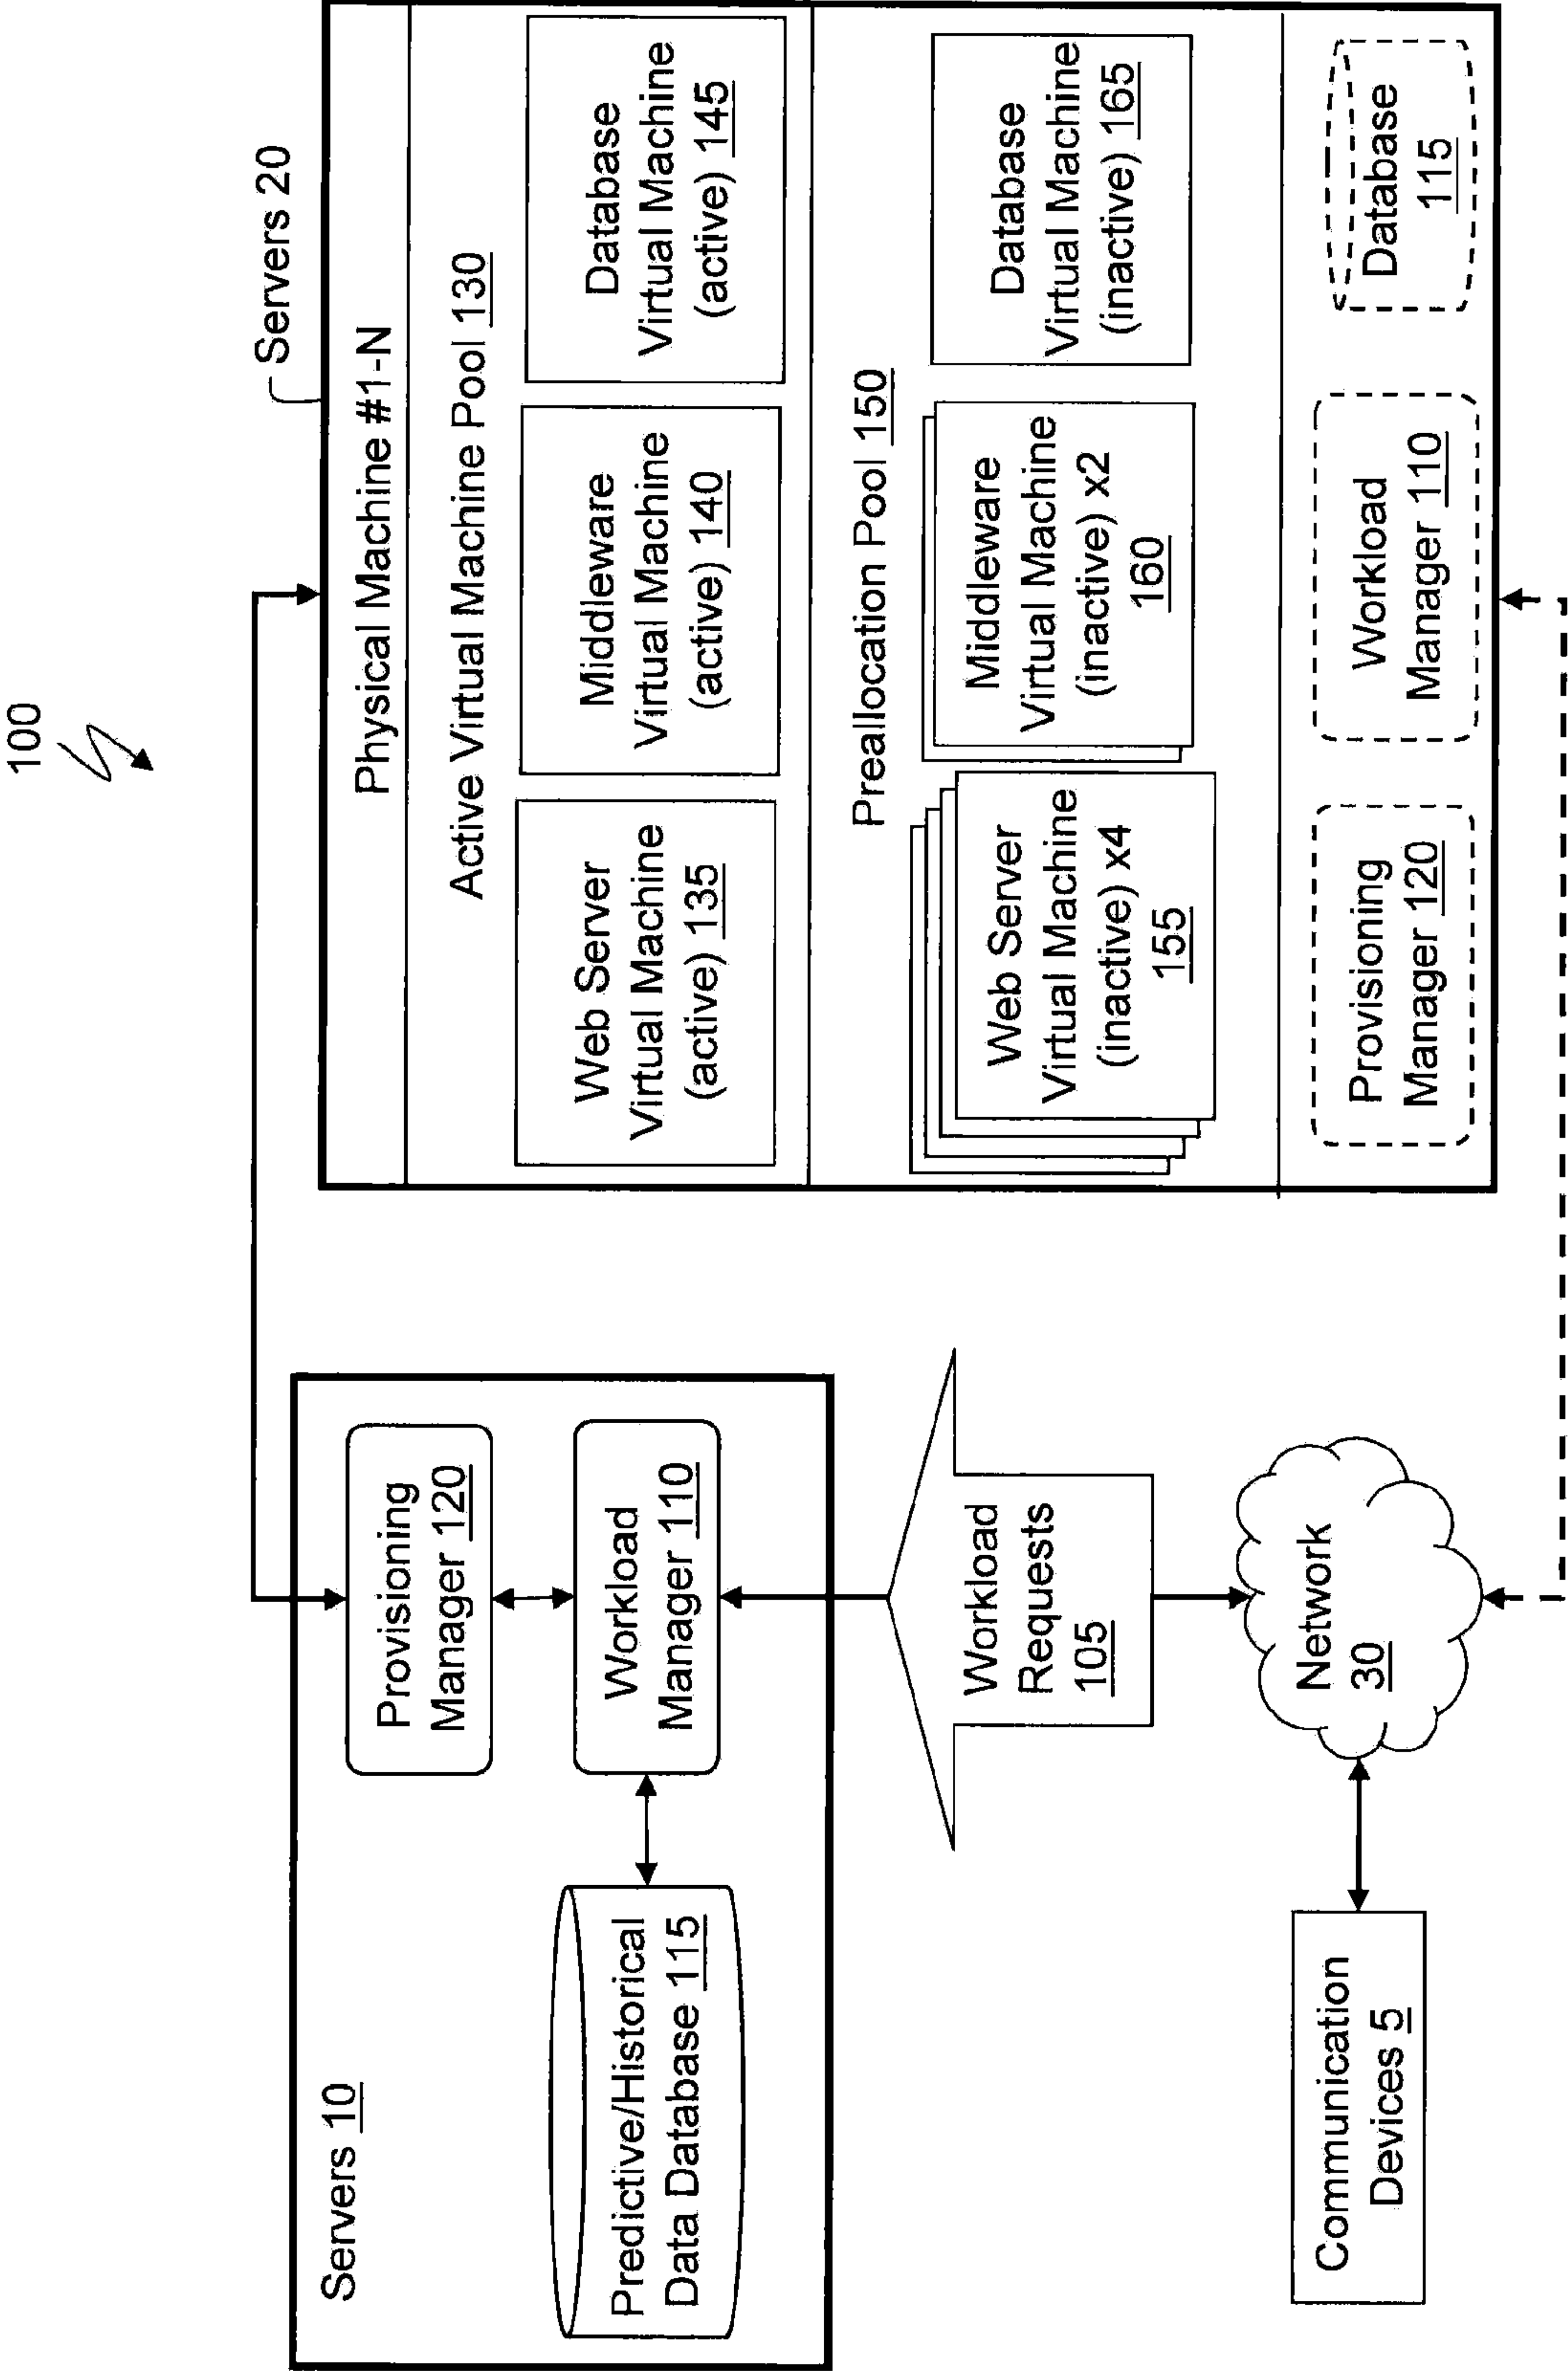 100
Servers 10
Provisioning
Manager 120
Workload
Manager 110
Predictive/Historical
Data Database 115
Workload
Requests
105
Network
30
Communication
Devices 5
Servers 20
Physical Machine #1-N
Active Virtual Machine Pool 130
Web Server
Virtual Machine
(active) 135
Middleware
Virtual Machine
(active) 140
Database
Virtual Machine
(active) 145
Preallocation Pool 150
Web Server
Virtual Machine
(inactive) x4
155
Middleware
Virtual Machine
(inactive) x2
160
Database
Virtual Machine
(inactive) 165
Provisioning
Manager 120
Workload
Manager 110
Database
115